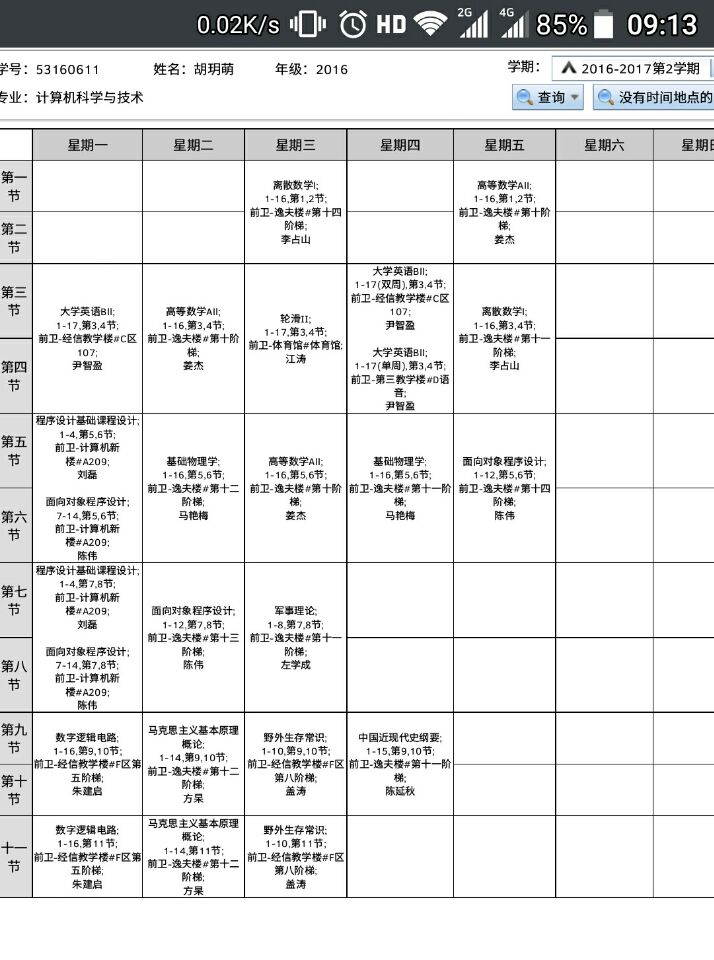 0.02K/s HD 2G 4G 85% 09:13
学号: 53160611 姓名: 胡玥萌 年级: 2016 学期: 2016-2017第2学期
专业: 计算机科学与技术 查询 没有时间地点的
星期一 星期二 星期三 星期四 星期五 星期六 星期日
第一节
离散数学I;
1-16,第1,2节;
前卫-逸夫楼#第十四
阶梯;
李占山
高等数学AII;
1-16,第1,2节;
前卫-逸夫楼#第十阶
梯;
姜杰
第二节
第三节
大学英语BII;
1-17,第3,4节;
前卫-经信教学楼#C区
107;
尹智盈
高等数学AII;
1-16,第3,4节;
前卫-逸夫楼#第十阶
梯;
姜杰
轮滑II;
1-17,第3,4节;
前卫-体育馆#体育馆;
江涛
大学英语BII;
1-17(双周),第3,4节;
前卫-经信教学楼#C区
107;
尹智盈
大学英语BII;
1-17(单周),第3,4节;
前卫-第三教学楼#D语
音;
尹智盈
离散数学I;
1-16,第3,4节;
前卫-逸夫楼#第十一
阶梯;
李占山
第四节
第五节
程序设计基础课程设计;
1-4,第5,6节;
前卫-计算机新
楼#A209;
刘磊
面向对象程序设计;
7-14,第5,6节;
前卫-计算机新
楼#A209;
陈伟
基础物理学;
1-16,第5,6节;
前卫-逸夫楼#第十二
阶梯;
马艳梅
高等数学AII;
1-16,第5,6节;
前卫-逸夫楼#第十阶
梯;
姜杰
基础物理学;
1-16,第5,6节;
前卫-逸夫楼#第十一阶
梯;
马艳梅
面向对象程序设计;
1-12,第5,6节;
前卫-逸夫楼#第十四
阶梯;
陈伟
第六节
第七节
程序设计基础课程设计;
1-4,第7,8节;
前卫-计算机新
楼#A209;
刘磊
面向对象程序设计;
7-14,第7,8节;
前卫-计算机新
楼#A209;
陈伟
面向对象程序设计;
1-12,第7,8节;
前卫-逸夫楼#第十三
阶梯;
陈伟
军事理论;
1-8,第7,8节;
前卫-逸夫楼#第十一
阶梯;
左学成
第八节
第九节
数字逻辑电路;
1-16,第9,10节;
前卫-经信教学楼#F区第
五阶梯;
朱建启
马克思主义基本原理
概论;
1-14,第9,10节;
前卫-逸夫楼#第十二
阶梯;
方杲
野外生存常识;
1-10,第9,10节;
前卫-经信教学楼#F区
第八阶梯;
盖涛
中国近现代史纲要;
1-15,第9,10节;
前卫-逸夫楼#第十一阶
梯;
陈延秋
第十节
十一节
数字逻辑电路;
1-16,第11节;
前卫-经信教学楼#F区第
五阶梯;
朱建启
马克思主义基本原理
概论;
1-14,第11节;
前卫-逸夫楼#第十二
阶梯;
方杲
野外生存常识;
1-10,第11节;
前卫-经信教学楼#F区
第八阶梯;
盖涛